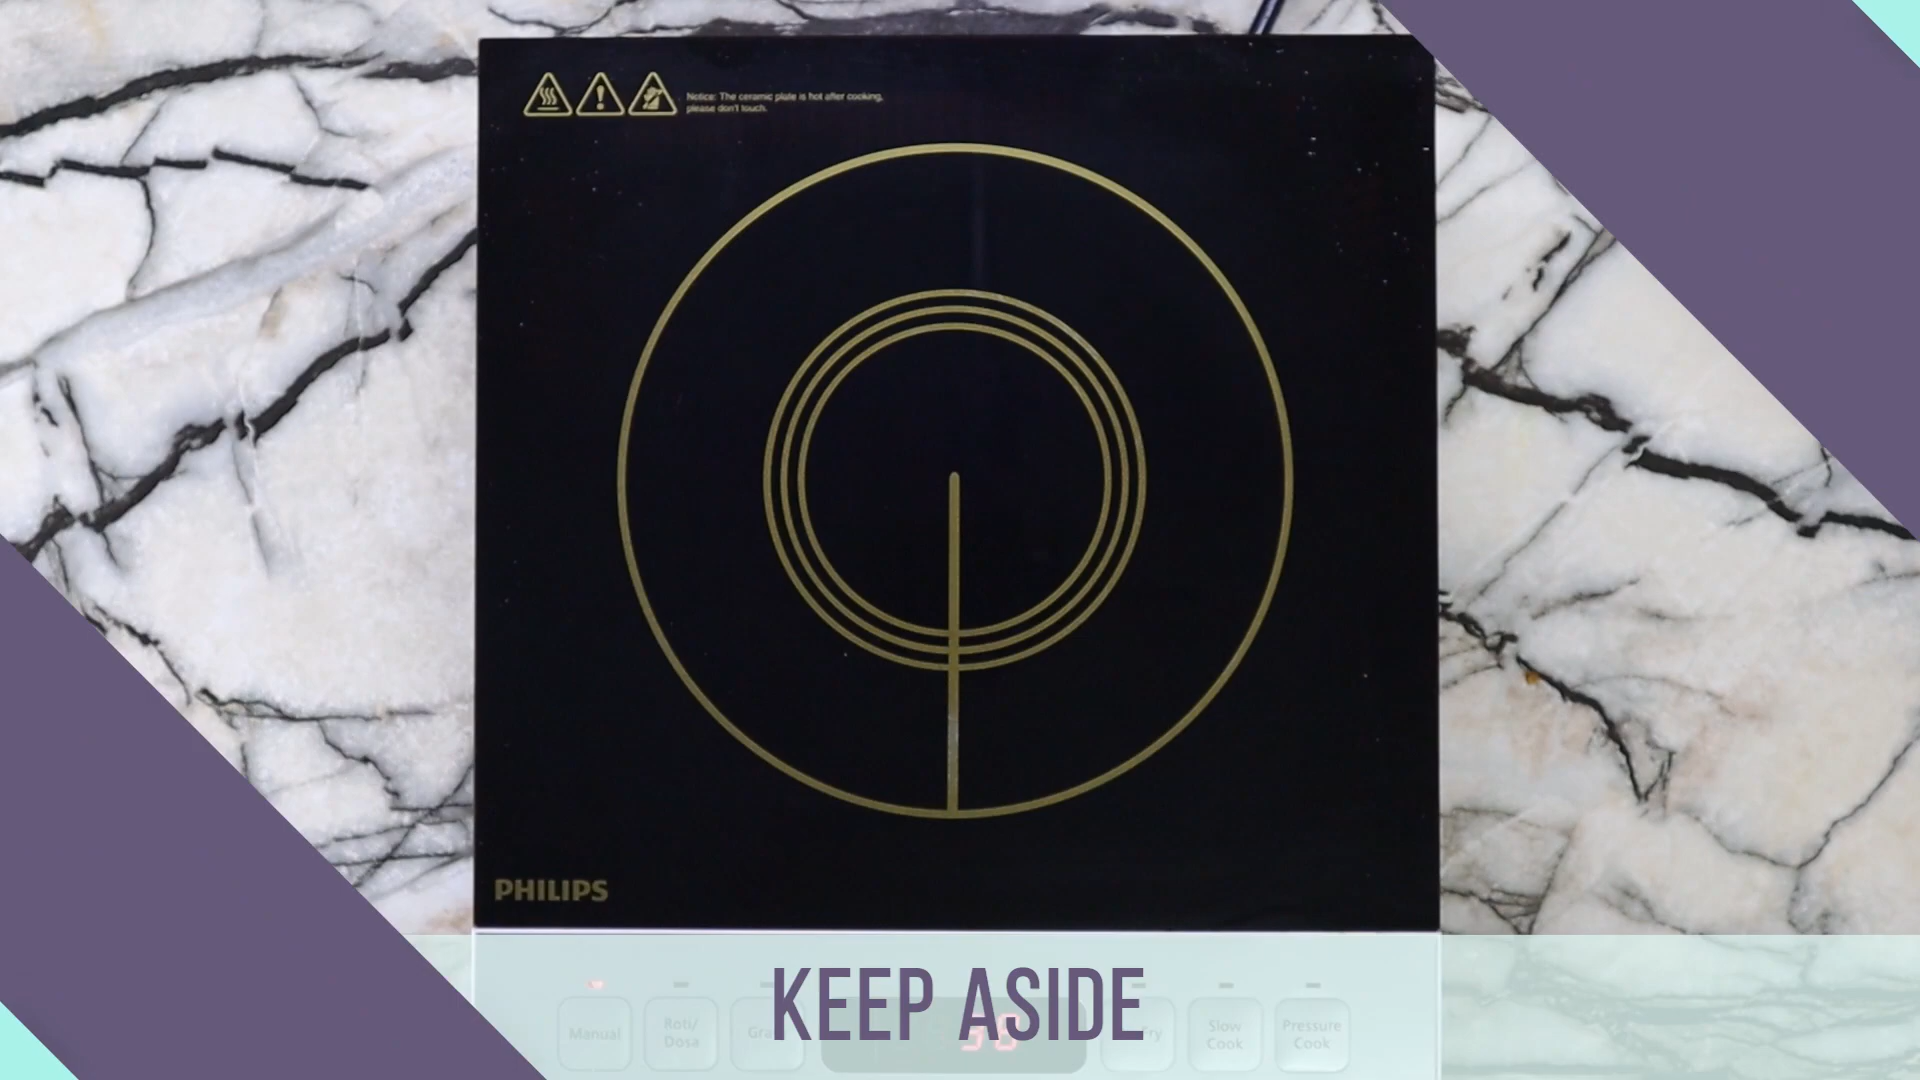 Notice: The ceramic plate is hot after cooking,
please don't touch.
PHILIPS
KEEP ASIDE
Manual
Roti/
Dosa
Slow
Cook
Pressure
Cook